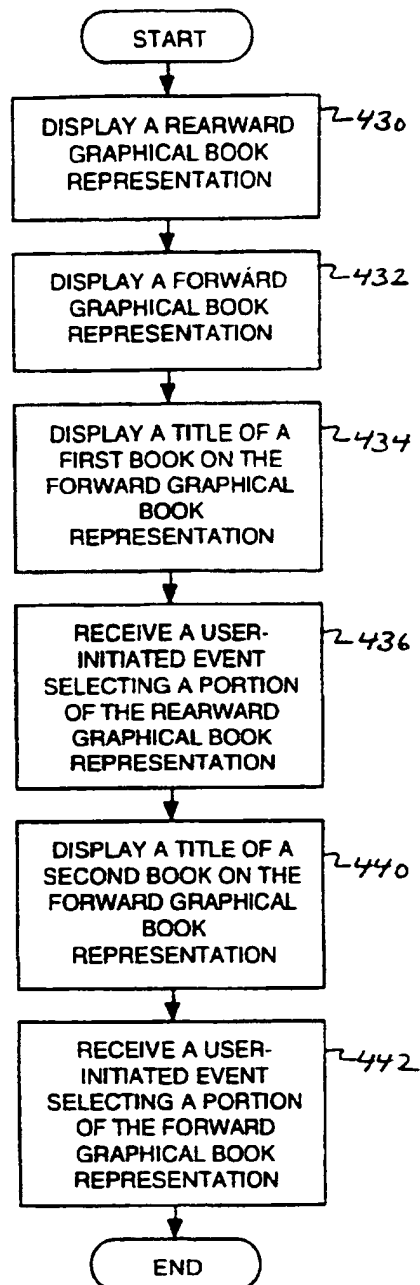 START
DISPLAY A REARWARD
GRAPHICAL BOOK
REPRESENTATION
430
DISPLAY A FORWARD
GRAPHICAL BOOK
REPRESENTATION
432
DISPLAY A TITLE OF A
FIRST BOOK ON THE
FORWARD GRAPHICAL
BOOK
REPRESENTATION
434
RECEIVE A USER-
INITIATED EVENT
SELECTING A PORTION
OF THE REARWARD
GRAPHICAL BOOK
REPRESENTATION
436
DISPLAY A TITLE OF A
SECOND BOOK ON THE
FORWARD GRAPHICAL
BOOK
REPRESENTATION
440
RECEIVE A USER-
INITIATED EVENT
SELECTING A PORTION
OF THE FORWARD
GRAPHICAL BOOK
REPRESENTATION
442
END